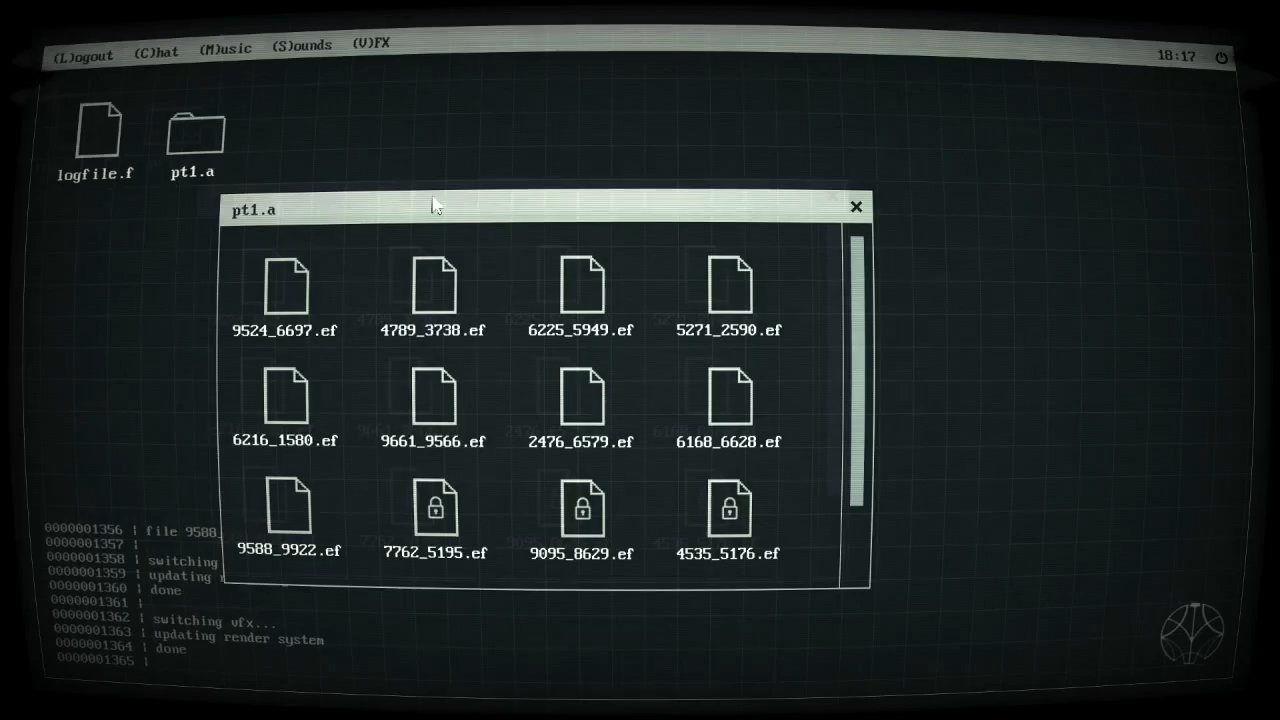 (L)ogout (C)hat (M)usic (S)ounds (V)FX 18:17
logfile.f pt1.a
pt1.a
9524_6697.ef 4789_3738.ef 6225_5949.ef 5271_2590.ef
6216_1580.ef 9661_9566.ef 2476_6579.ef 6168_6628.ef
9588_9922.ef 7762_5195.ef 9095_8629.ef 4535_5176.ef
0000001356 | file 9588_
0000001357 |
0000001358 | switching
0000001359 | updating
0000001360 | done
0000001361 |
0000001362 | switching vfx...
0000001363 | updating render system
0000001364 | done
0000001365 |